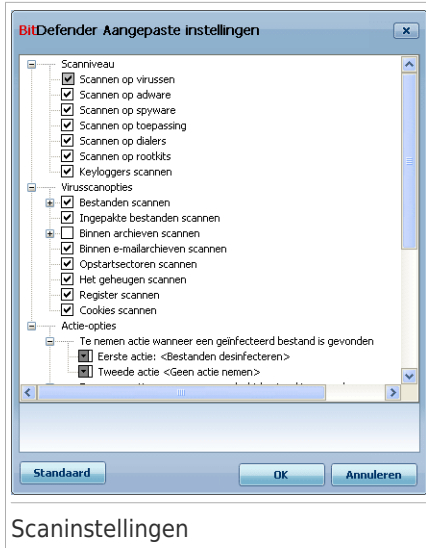 BitDefender Aangepaste instellingen
Scanniveau
Scannen op virussen
Scannen op adware
Scannen op spyware
Scannen op toepassing
Scannen op dialers
Scannen op rootkits
Keyloggers scannen
Virusscanopties
Bestanden scannen
Ingepakte bestanden scannen
Binnen archieven scannen
Binnen e-mailarchieven scannen
Opstartsectoren scannen
Het geheugen scannen
Register scannen
Cookies scannen
Actie-opties
Te nemen actie wanneer een geïnfecteerd bestand is gevonden
Eerste actie: <Bestanden desinfecteren>
Tweede actie <Geen actie nemen>
Standaard OK Annuleren
Scaninstellingen